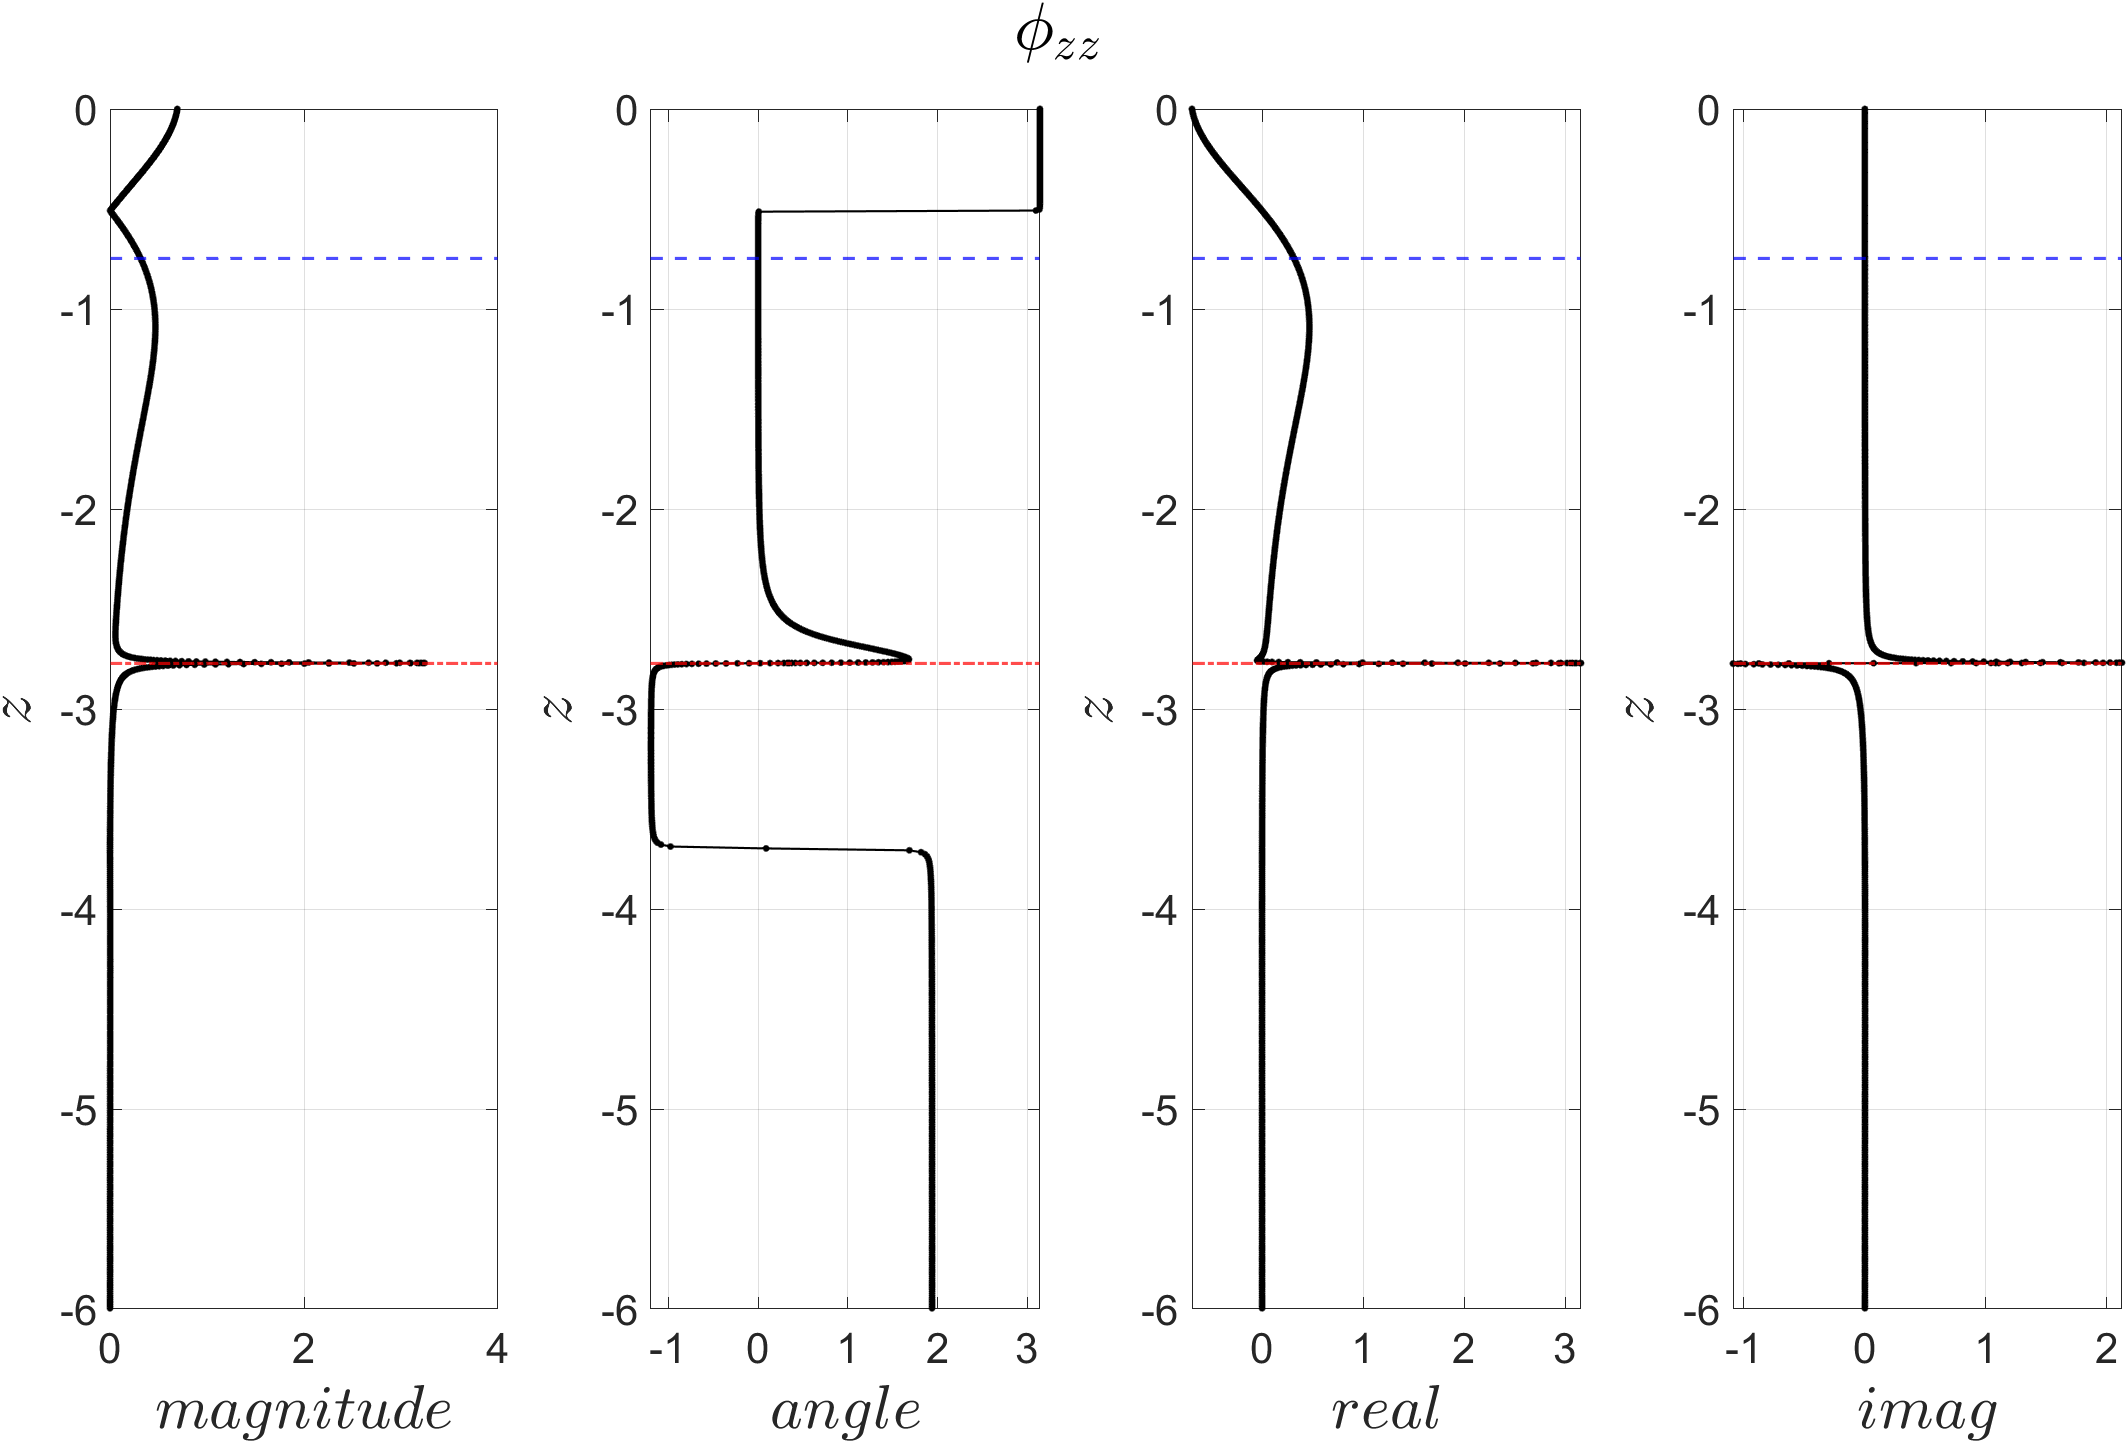 ϕzz
0 0 0 0
-1 -1 -1 -1
-2 -2 -2 -2
z -3 z -3 z -3 z -3
-4 -4 -4 -4
-5 -5 -5 -5
-6 -6 -6 -6
0 2 4 -1 0 1 2 3 0 1 2 3 -1 0 1 2
magnitude angle real imag